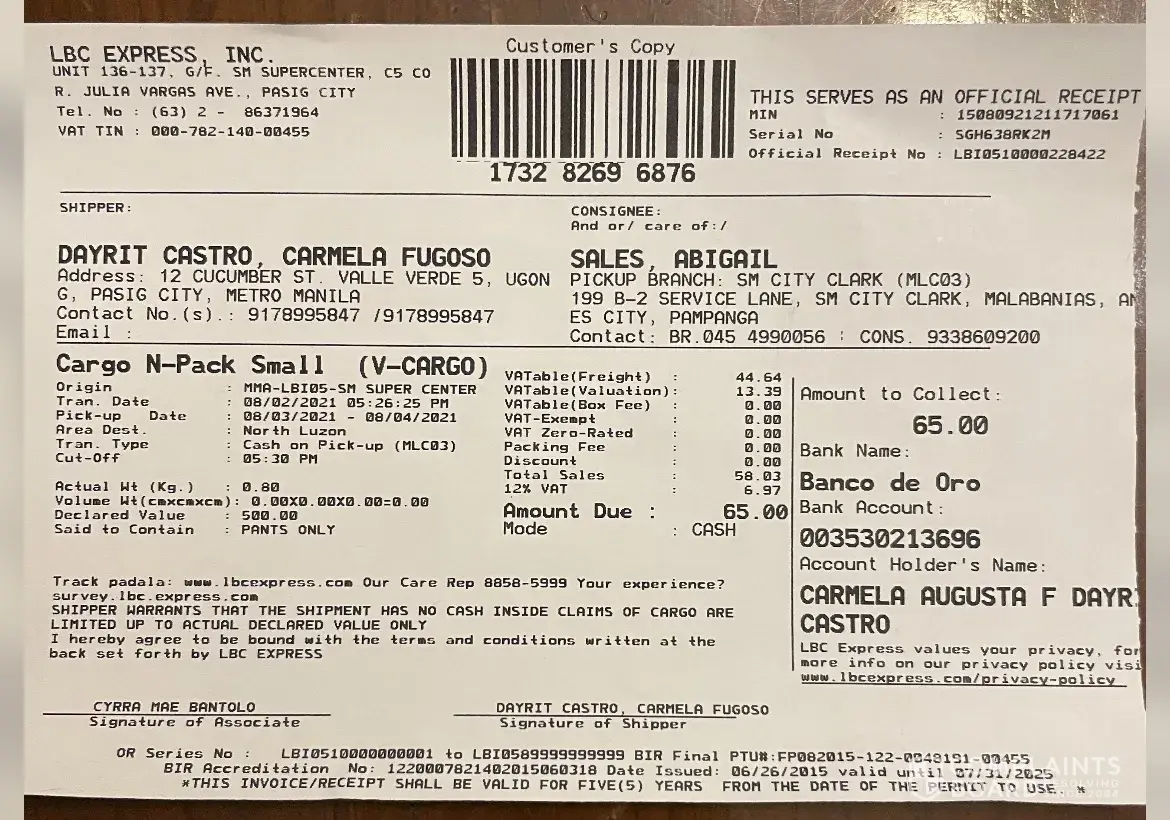 Customer's Copy
LBC EXPRESS, INC.
UNIT 136-137, G/F. SM SUPERCENTER, C5 CO
R. JULIA VARGAS AVE., PASIG CITY
Tel. No : (63) 2 - 86371964
VAT TIN : 000-782-140-00455
1732 8269 6876
THIS SERVES AS AN OFFICIAL RECEIPT
MIN : 15080921211717061
Serial No : SGH638RK2M
Official Receipt No : LBI0510000228422
SHIPPER:
DAYRIT CASTRO, CARMELA FUGOSO
Address: 12 CUCUMBER ST. VALLE VERDE 5, UGON
G, PASIG CITY, METRO MANILA
Contact No.(s).: 9178995847 /9178995847
Email :
CONSIGNEE:
And or/ care of:/
SALES, ABIGAIL
PICKUP BRANCH: SM CITY CLARK (MLC03)
199 B-2 SERVICE LANE, SM CITY CLARK, MALABANIAS, AN
ES CITY, PAMPANGA
Contact: BR.045 4990056 : CONS. 9338609200
Cargo N-Pack Small (V-CARGO)
Origin : MMA-LBI05-SM SUPER CENTER
Tran. Date : 08/02/2021 05:26:25 PM
Pick-up Date : 08/03/2021 - 08/04/2021
Area Dest. : North Luzon
Tran. Type : Cash on Pick-up (MLC03)
Cut-Off : 05:30 PM
Actual Wt (Kg.) : 0.80
Volume Wt(cmxcmxcm): 0.00X0.00X0.00=0.00
Declared Value : 500.00
Said to Contain : PANTS ONLY
VATable(Freight) : 44.64
VATable(Valuation): 13.39
VATable(Box Fee) : 0.00
VAT-Exempt : 0.00
VAT Zero-Rated : 0.00
Packing Fee : 0.00
Discount : 0.00
Total Sales : 58.03
12% VAT : 6.97
Amount Due : 65.00
Mode : CASH
Amount to Collect:
65.00
Bank Name:
Banco de Oro
Bank Account:
003530213696
Account Holder's Name:
CARMELA AUGUSTA F DAYR
CASTRO
LBC Express values your privacy, for
more info on our privacy policy visi
www.lbcexpress.com/privacy-policy
Track padala: www.lbcexpress.com Our Care Rep 8858-5999 Your experience?
survey.lbc.express.com
SHIPPER WARRANTS THAT THE SHIPMENT HAS NO CASH INSIDE CLAIMS OF CARGO ARE
LIMITED UP TO ACTUAL DECLARED VALUE ONLY
I hereby agree to be bound with the terms and conditions written at the
back set forth by LBC EXPRESS
CYRRA MAE BANTOLO
Signature of Associate
DAYRIT CASTRO, CARMELA FUGOSO
Signature of Shipper
OR Series No : LBI0510000000001 to LBI0589999999999 BIR Final PTU#:FP082015-122-0048191-00455
BIR Accreditation No: 1220007821402015060318 Date Issued: 06/26/2015 valid until 07/31/2025
*THIS INVOICE/RECEIPT SHALL BE VALID FOR FIVE(5) YEARS FROM THE DATE OF THE PERMIT TO USE. *